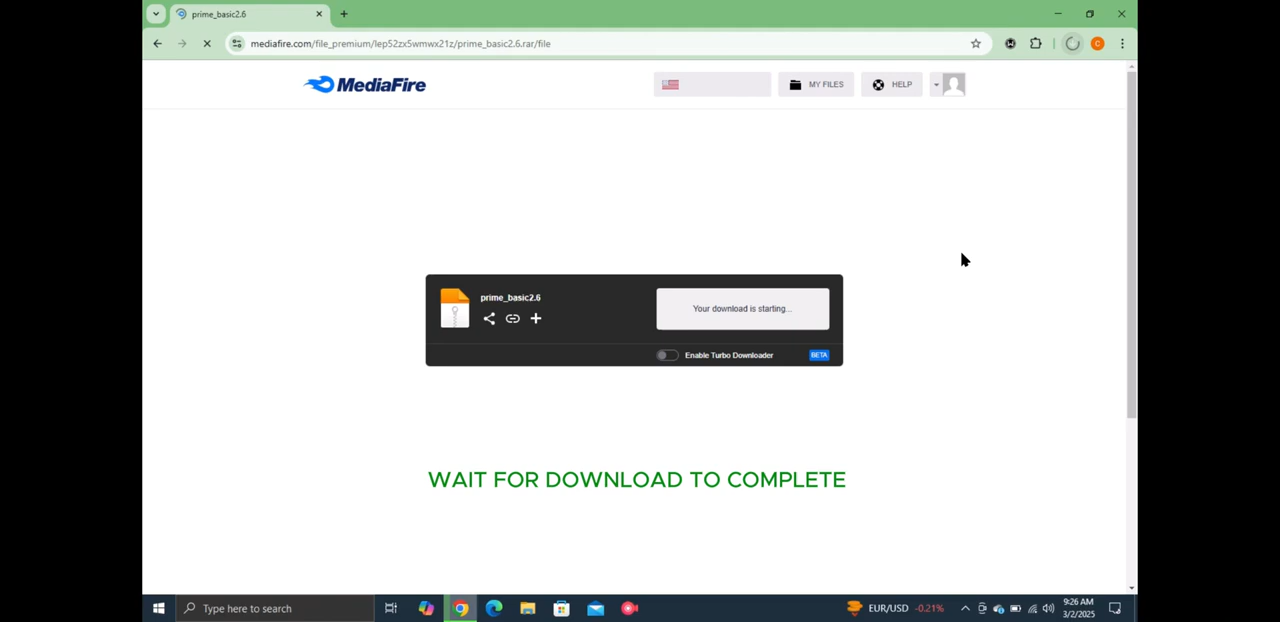 prime_basic2.6
mediafire.com/file_premium/lep52zx5wmwx21z/prime_basic2.6.rar/file
C
MediaFire
MY FILES
HELP
prime_basic2.6
Your download is starting...
Enable Turbo Downloader
BETA
WAIT FOR DOWNLOAD TO COMPLETE
Type here to search
EUR/USD -0.21%
9:26 AM
3/2/2025